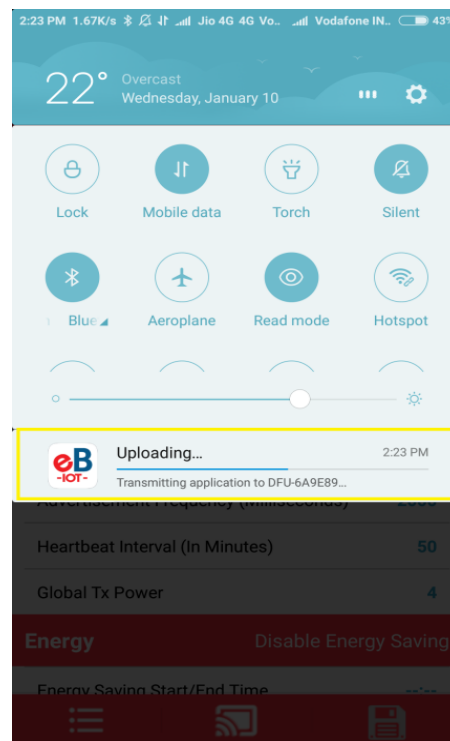 2:23 PM 1.67K/s Jio 4G 4G Vo.. Vodafone IN.. 43%
22° Overcast
Wednesday, January 10
Lock Mobile data Torch Silent
Blue Aeroplane Read mode Hotspot
eB
-IOT-
Uploading... 2:23 PM
Transmitting application to DFU-6A9E89...
Advertisement Frequency (Milliseconds) 2000
Heartbeat Interval (In Minutes) 50
Global Tx Power 4
Energy Disable Energy Saving
Energy Saving Start/End Time --:--